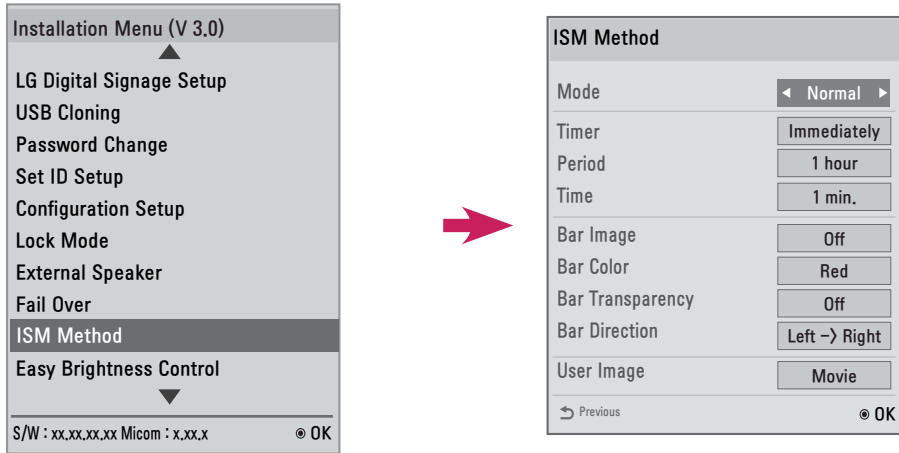 Installation Menu (V 3.0)
LG Digital Signage Setup
USB Cloning
Password Change
Set ID Setup
Configuration Setup
Lock Mode
External Speaker
Fail Over
ISM Method
Easy Brightness Control
S/W : xx.xx.xx.xx Micom : x.xx.x ◉ OK
ISM Method
Mode ◀ Normal ▶
Timer Immediately
Period 1 hour
Time 1 min.
Bar Image Off
Bar Color Red
Bar Transparency Off
Bar Direction Left -> Right
User Image Movie
Previous ◉ OK